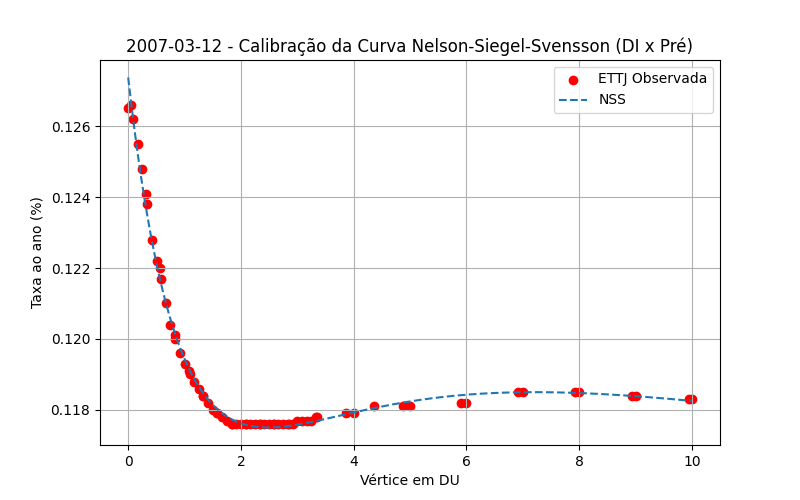 2007-03-12 - Calibração da Curva Nelson-Siegel-Svensson (DI x Pré)
ETTJ Observada
NSS
Taxa ao ano (%)
0.126
0.124
0.122
0.120
0.118
0
2
4
6
8
10
Vértice em DU